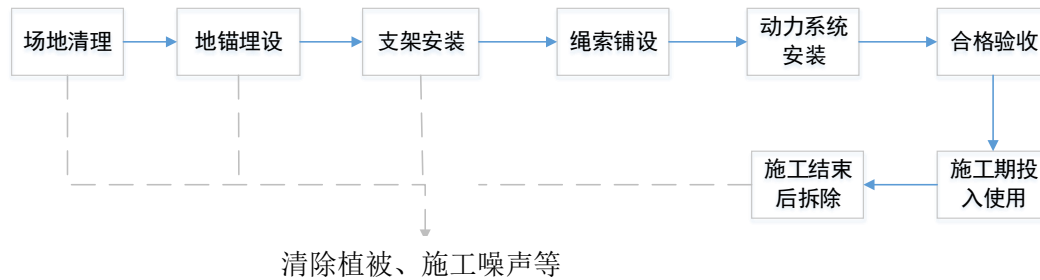 场地清理
地锚埋设
支架安装
绳索铺设
动力系统
安装
合格验收
施工结束
后拆除
施工期投
入使用
清除植被、施工噪声等